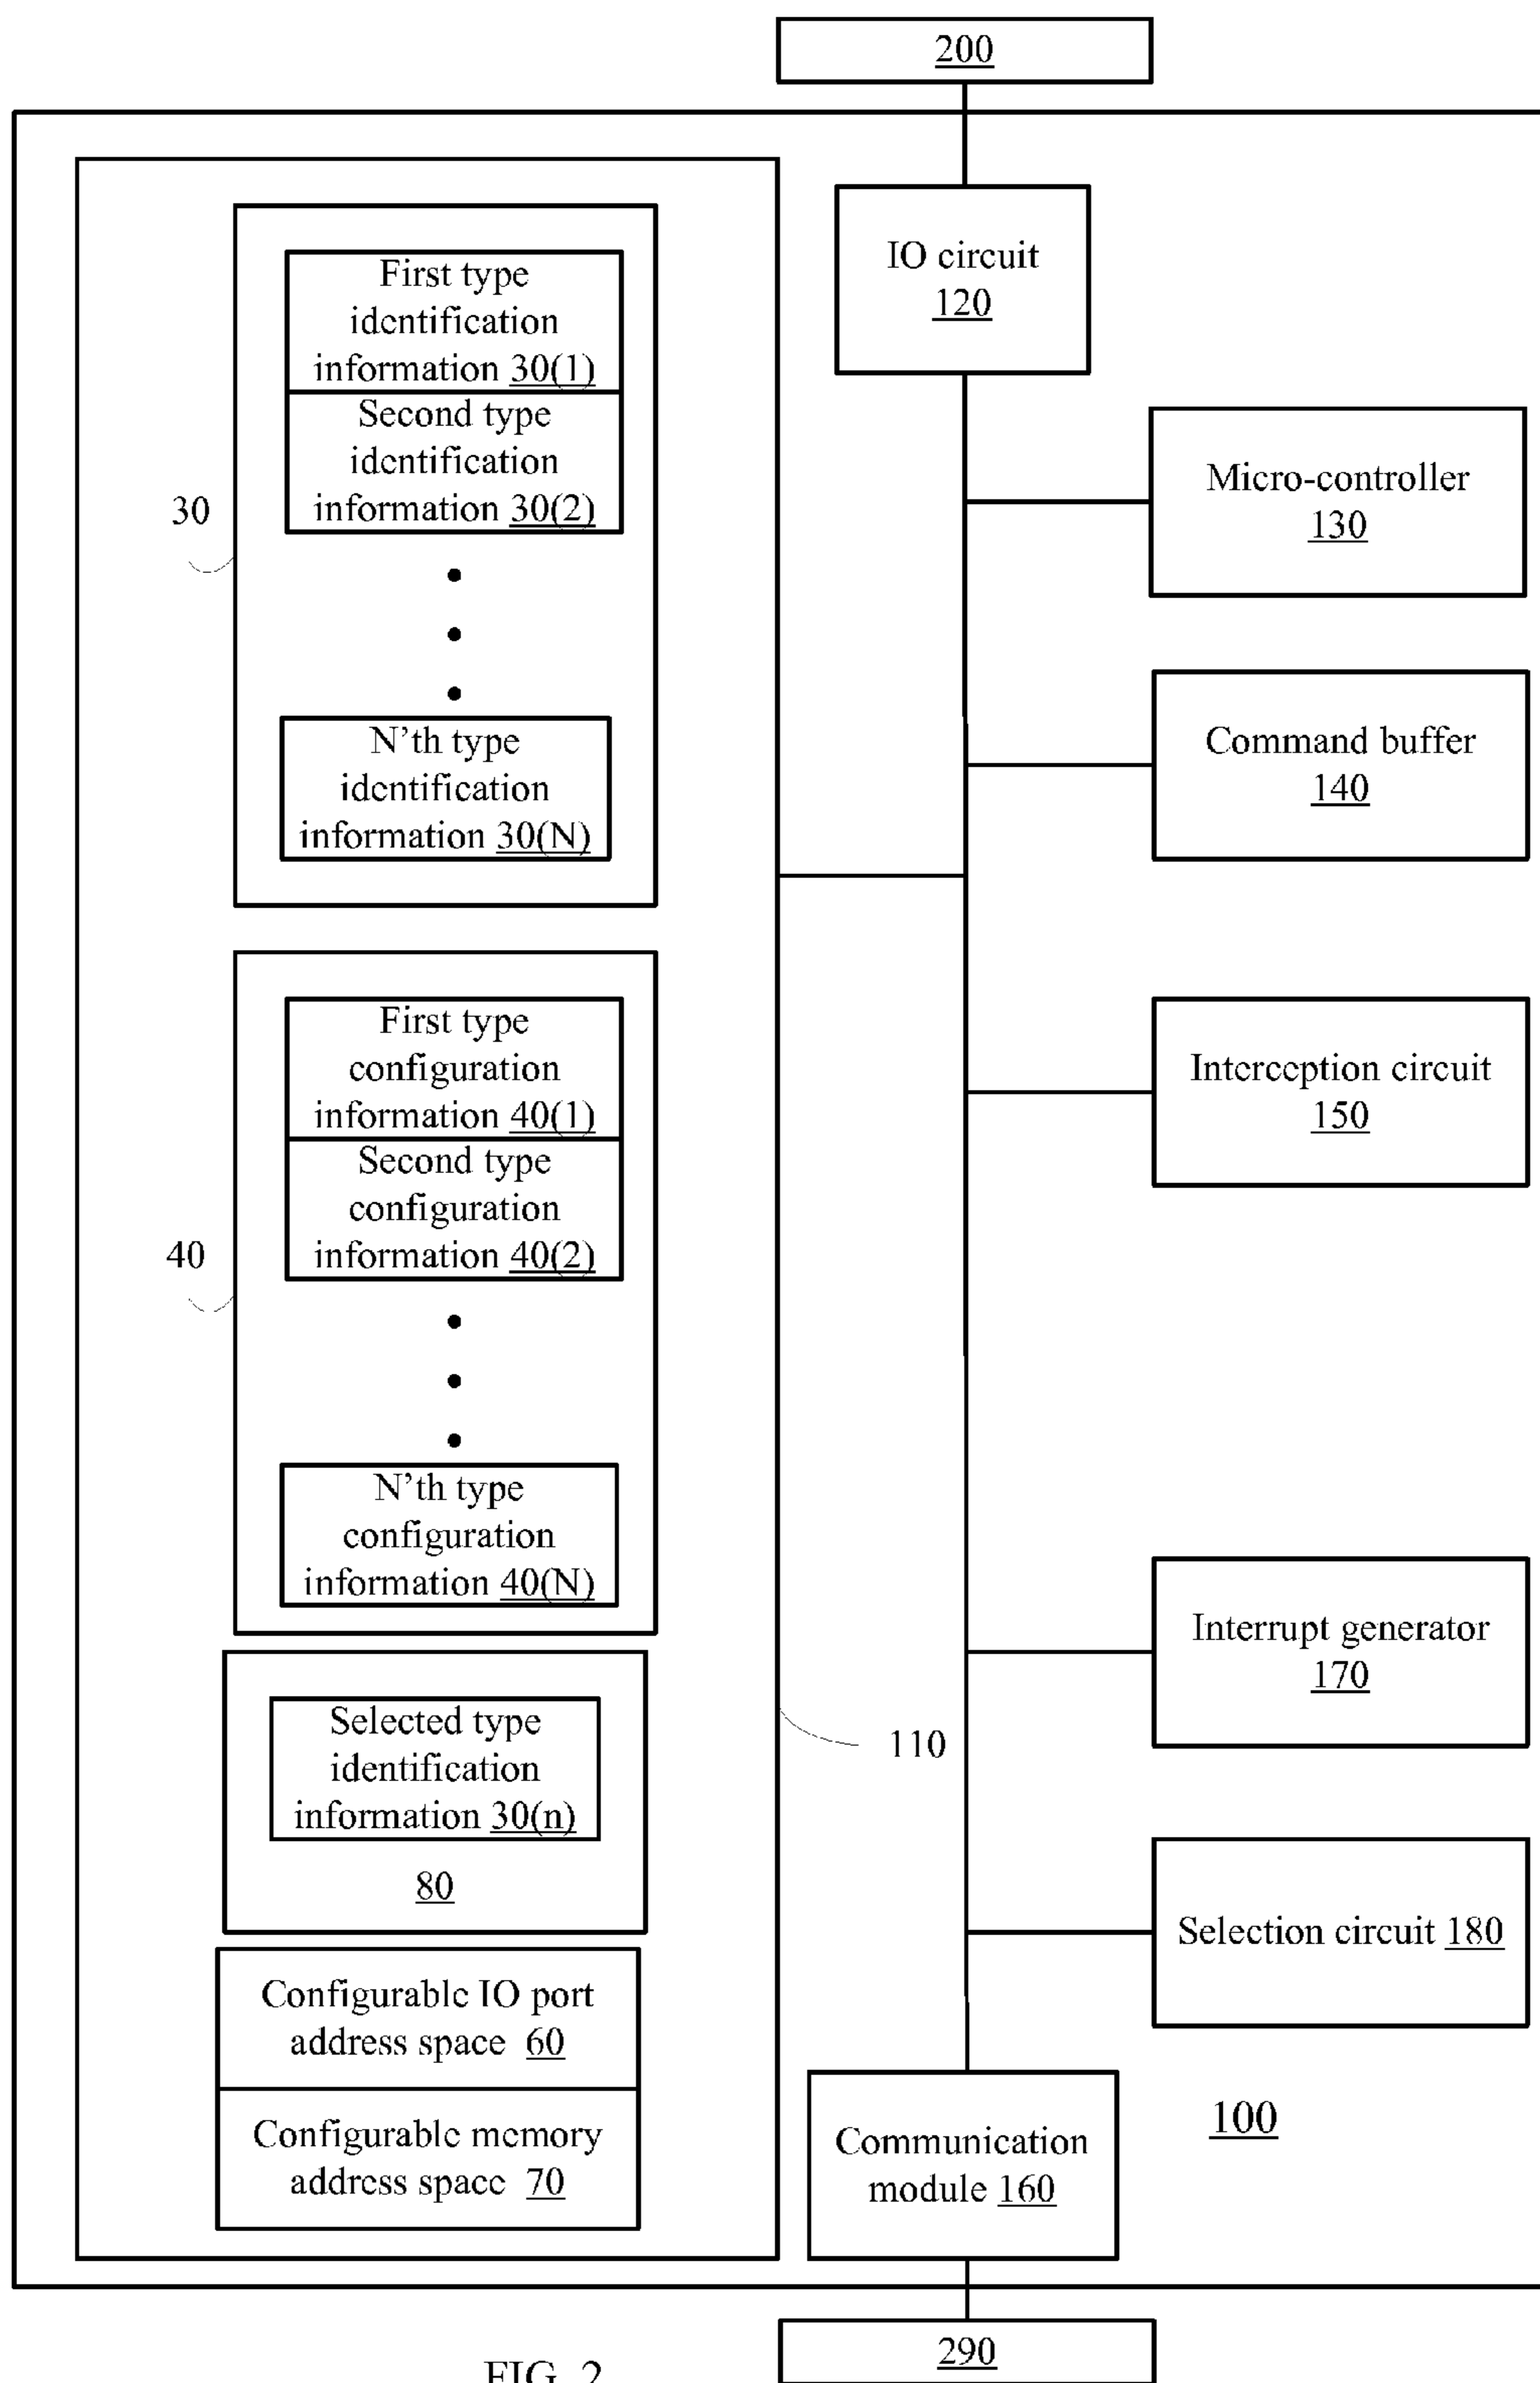 200
First type
identification
information 30(1)
Second type
identification
information 30(2)
30
N'th type
identification
information 30(N)
First type
configuration
information 40(1)
Second type
configuration
information 40(2)
40
N'th type
configuration
information 40(N)
Selected type
identification
information 30(n)
80
Configurable IO port
address space 60
Configurable memory
address space 70
110
IO circuit
120
Micro-controller
130
Command buffer
140
Interception circuit
150
Interrupt generator
170
Selection circuit 180
Communication
module 160
100
290
FIG. 2